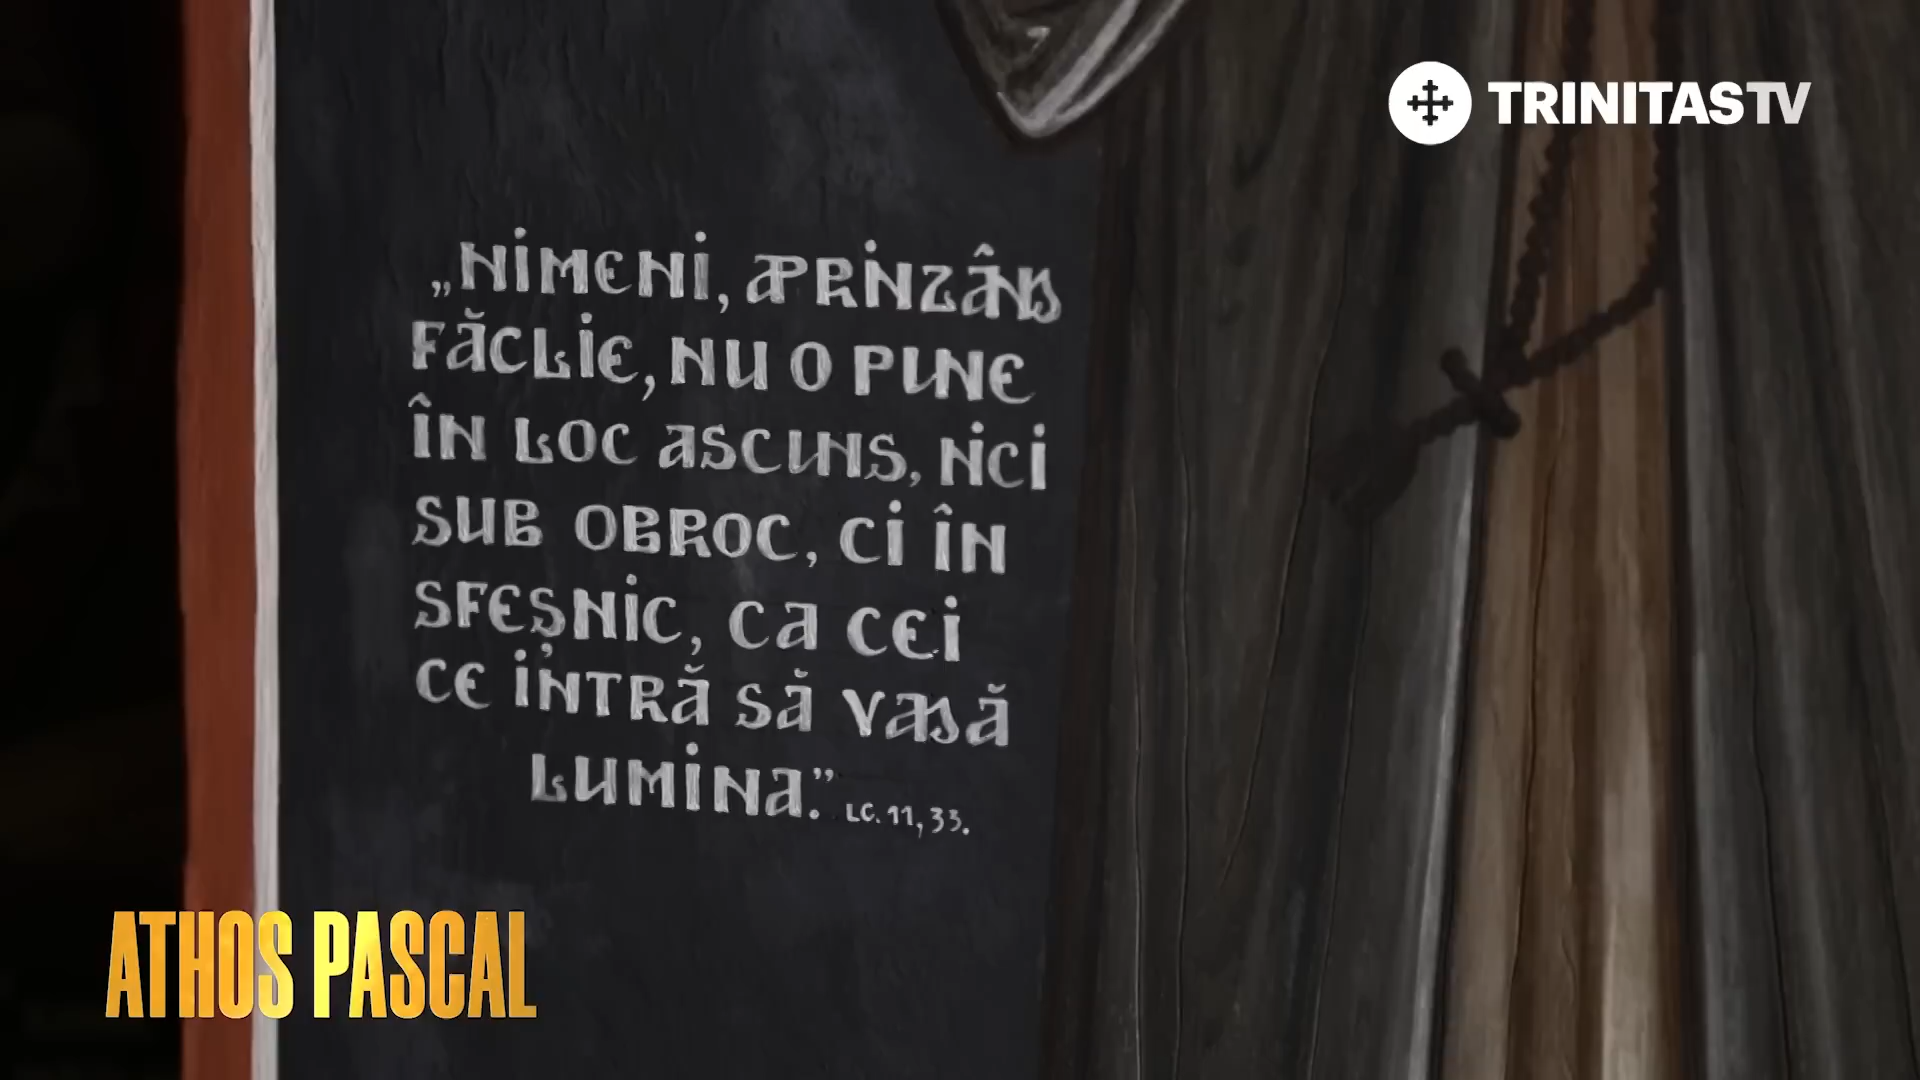 TRINITASTV
„NIMENI, APRINZÂND
FĂCLIE, NU O PUNE
ÎN LOC ASCUNS, NICI
SUB OBROC, CI ÎN
SFEȘNIC, CA CEI
CE INTRĂ SĂ VADĂ
LUMINA.” LC. 11, 33.
ATHOS PASCAL